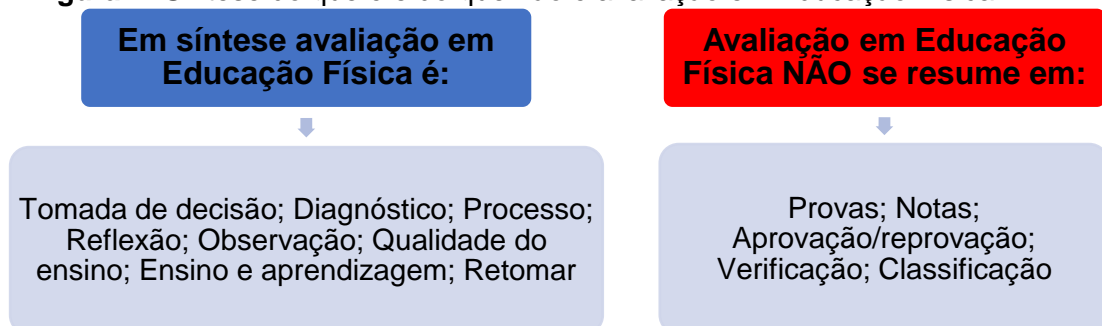 Em síntese avaliação em
Educação Física é:
Tomada de decisão; Diagnóstico; Processo;
Reflexão; Observação; Qualidade do
ensino; Ensino e aprendizagem; Retomar
Avaliação em Educação
Física NÃO se resume em:
Provas; Notas;
Aprovação/reprovação;
Verificação; Classificação